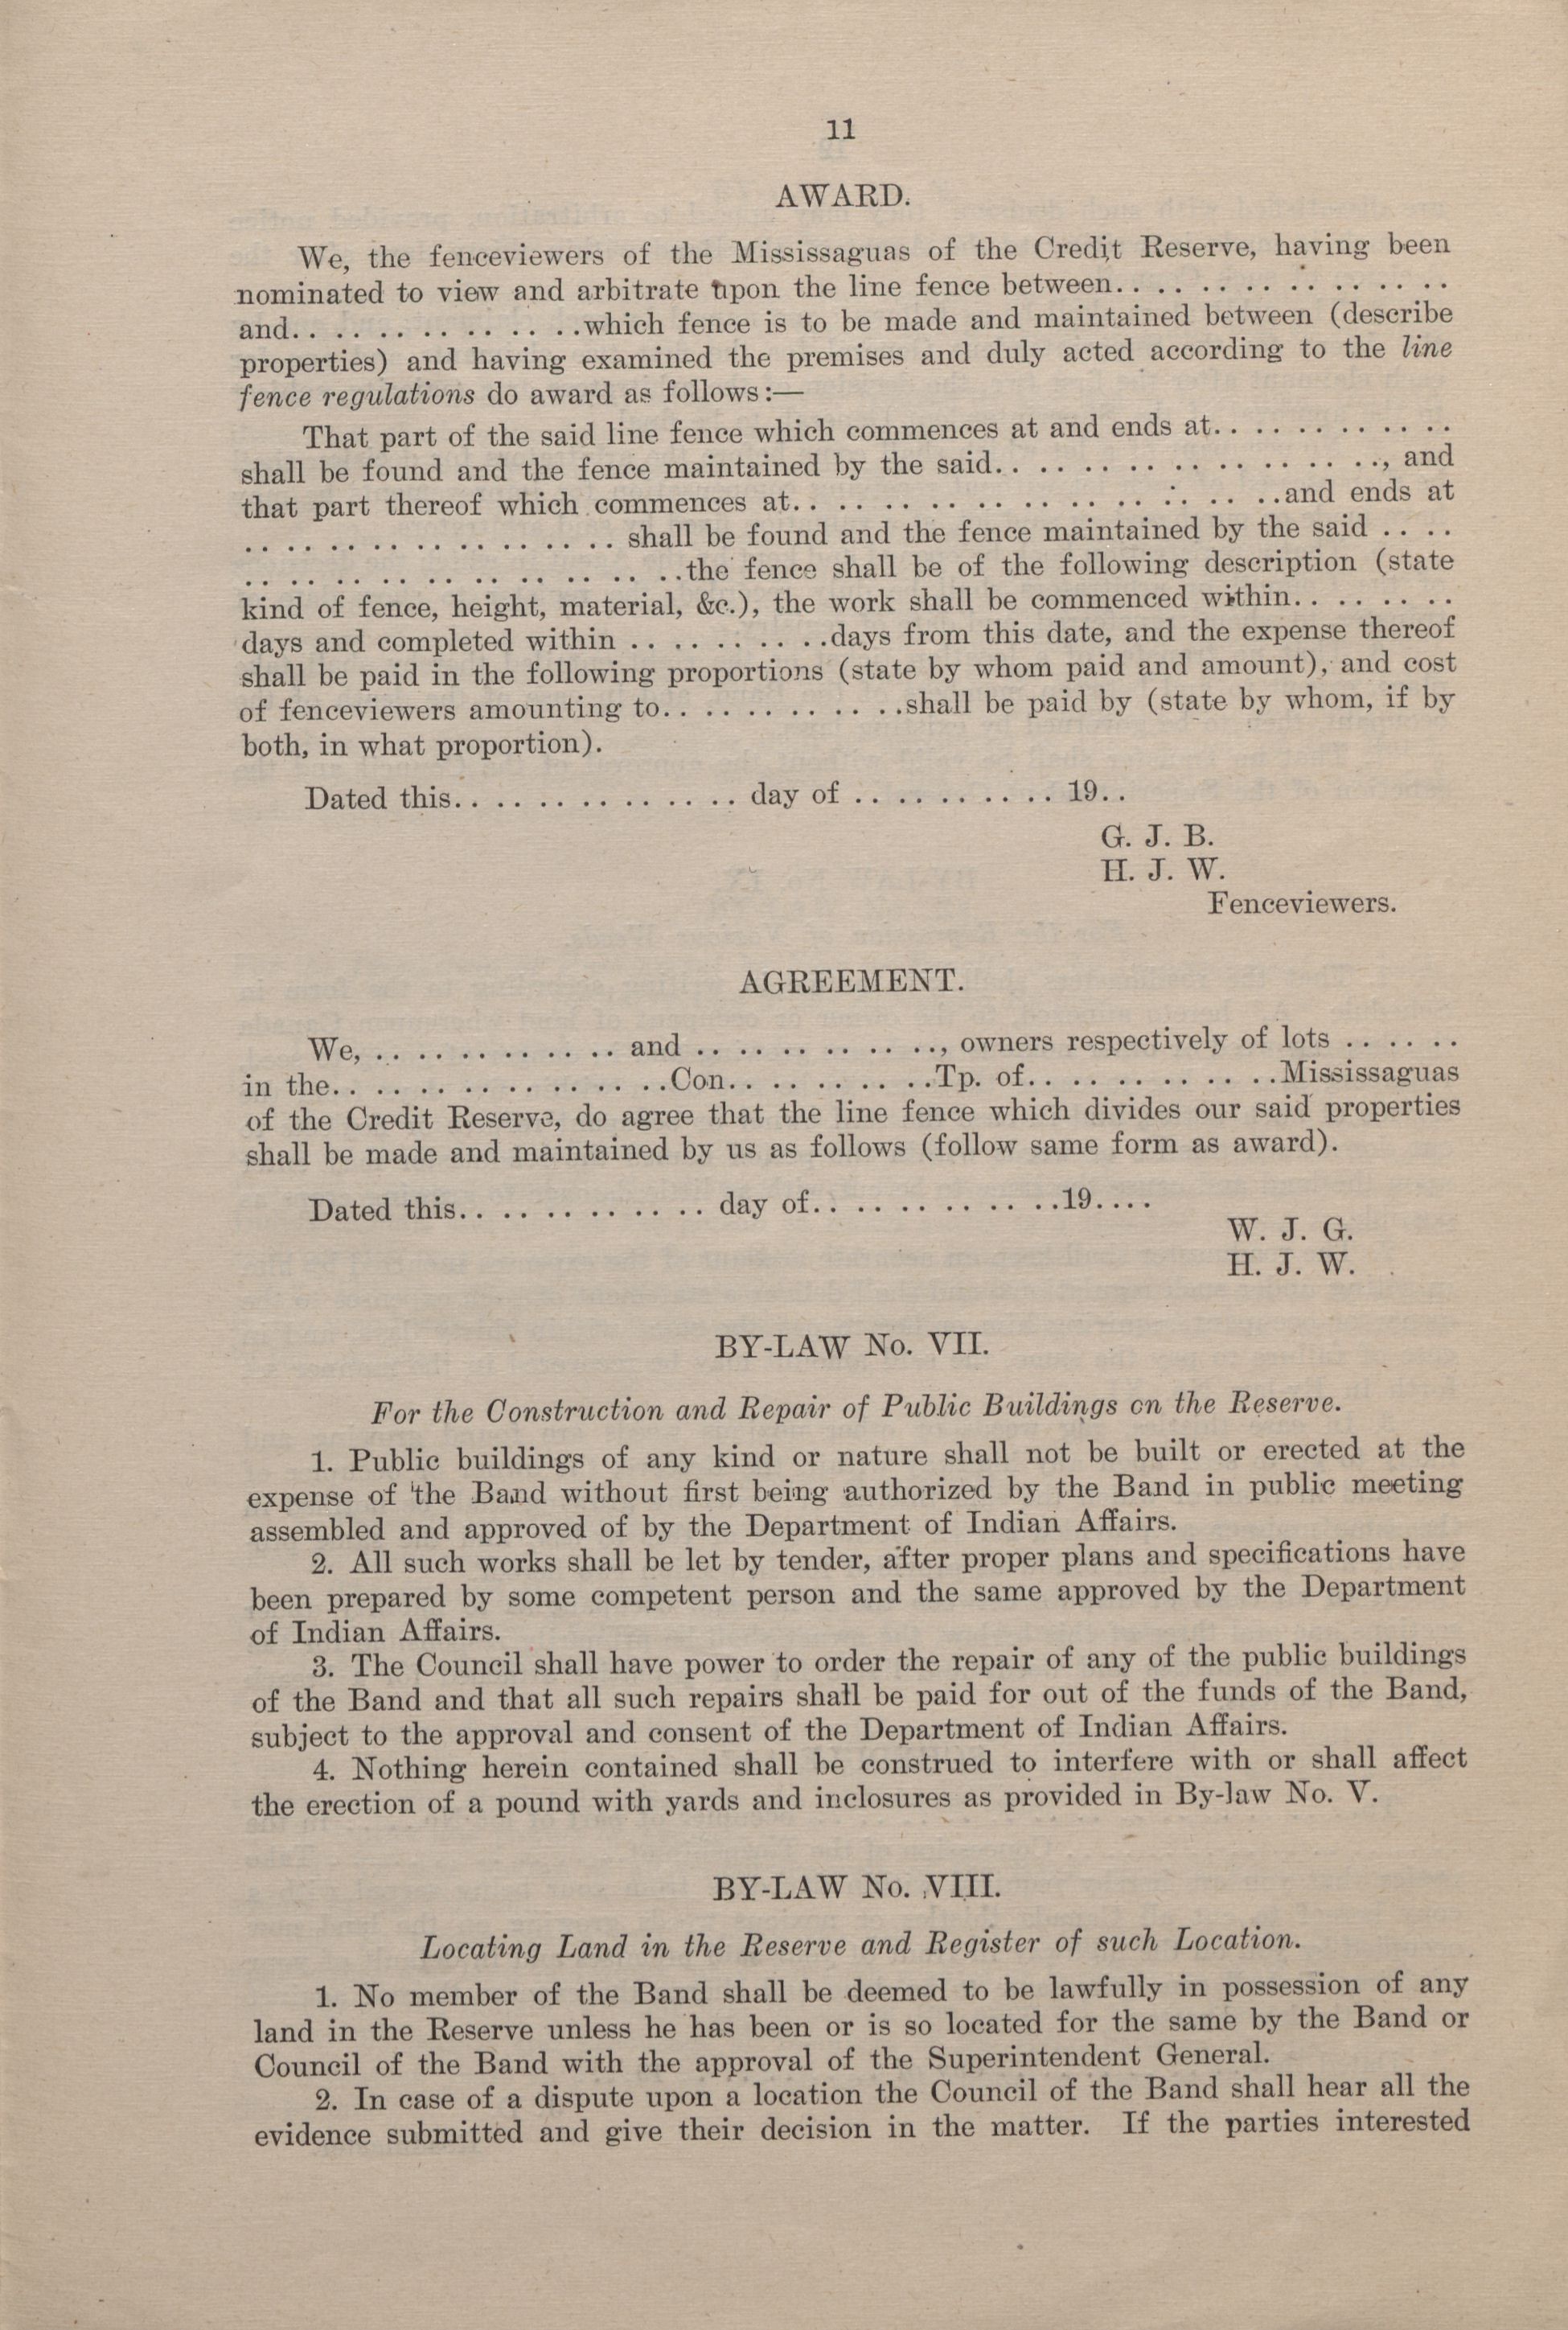 11
AWARD.
We, the fenceviewers of the Mississaguas of the Credit Reserve, having been
nominated to view and arbitrate upon the line fence between.. .. .. .. .. .. .. ..
and.. .. .. .. .. .. ..which fence is to be made and maintained between (describe
properties) and having examined the premises and duly acted according to the line
fence regulations do award as follows:—
That part of the said line fence which commences at and ends at.. .. .. .. .. ..
shall be found and the fence maintained by the said.. .. .. .. .. .. .. .. .., and
that part thereof which commences at.. .. .. .. .. .. .. .. .. .. ..and ends at
.. .. .. .. .. .. .. .. .. shall be found and the fence maintained by the said .. ..
.. .. .. .. .. .. .. .. .. ..the fence shall be of the following description (state
kind of fence, height, material, &c.), the work shall be commenced within.. .. .. ..
days and completed within .. .. .. .. ..days from this date, and the expense thereof
shall be paid in the following proportions (state by whom paid and amount), and cost
of fenceviewers amounting to.. .. .. .. .. ..shall be paid by (state by whom, if by
both, in what proportion).
Dated this.. .. .. .. .. .. .. day of .. .. .. .. .. 19..
G. J. B.
H. J. W.
Fenceviewers.
AGREEMENT.
We, .. .. .. .. .. .. and .. .. .. .. .. .., owners respectively of lots .. .. ..
in the.. .. .. .. .. .. .. ..Con.. .. .. .. ..Tp. of.. .. .. .. .. ..Mississaguas
of the Credit Reserve, do agree that the line fence which divides our said properties
shall be made and maintained by us as follows (follow same form as award).
Dated this.. .. .. .. .. .. day of.. .. .. .. .. ..19....
W. J. G.
H. J. W.
BY-LAW No. VII.
For the Construction and Repair of Public Buildings on the Reserve.
1. Public buildings of any kind or nature shall not be built or erected at the
expense of the Band without first being authorized by the Band in public meeting
assembled and approved of by the Department of Indian Affairs.
2. All such works shall be let by tender, after proper plans and specifications have
been prepared by some competent person and the same approved by the Department
of Indian Affairs.
3. The Council shall have power to order the repair of any of the public buildings
of the Band and that all such repairs shall be paid for out of the funds of the Band,
subject to the approval and consent of the Department of Indian Affairs.
4. Nothing herein contained shall be construed to interfere with or shall affect
the erection of a pound with yards and inclosures as provided in By-law No. V.
BY-LAW No. VIII.
Locating Land in the Reserve and Register of such Location.
1. No member of the Band shall be deemed to be lawfully in possession of any
land in the Reserve unless he has been or is so located for the same by the Band or
Council of the Band with the approval of the Superintendent General.
2. In case of a dispute upon a location the Council of the Band shall hear all the
evidence submitted and give their decision in the matter. If the parties interested